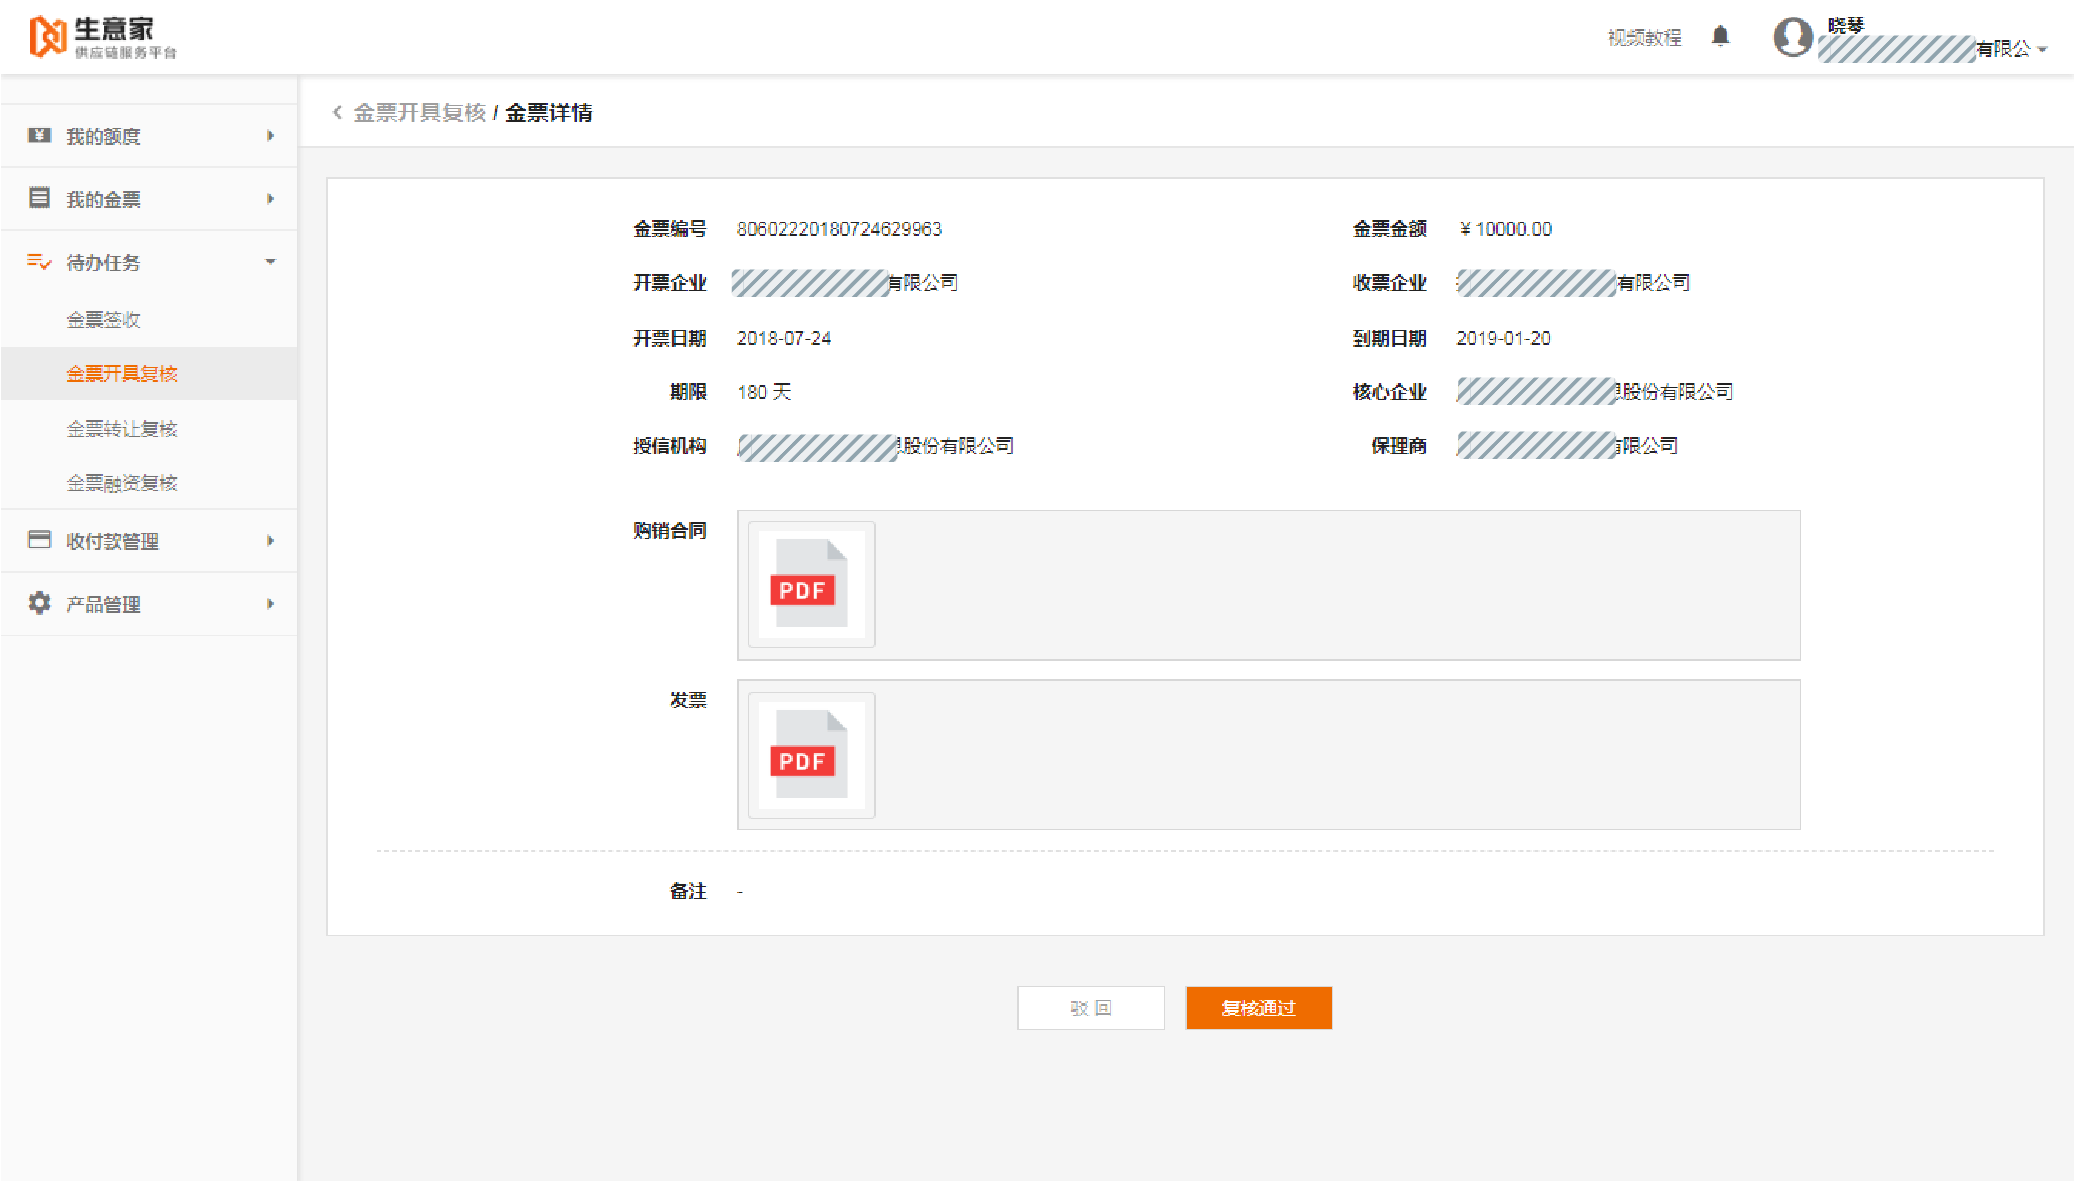 生意家
供应链服务平台
视频教程
晓琴
有限公
我的额度
我的金票
待办任务
金票签收
金票开具复核
金票转让复核
金票融资复核
收付款管理
产品管理
金票开具复核 / 金票详情
金票编号 80602220180724629963 金票金额 ¥ 10000.00
开票企业 有限公司 收票企业 有限公司
开票日期 2018-07-24 到期日期 2019-01-20
期限 180 天 核心企业 股份有限公司
授信机构 股份有限公司 保理商 限公司
购销合同
PDF
发票
PDF
备注 -
驳 回 复核通过